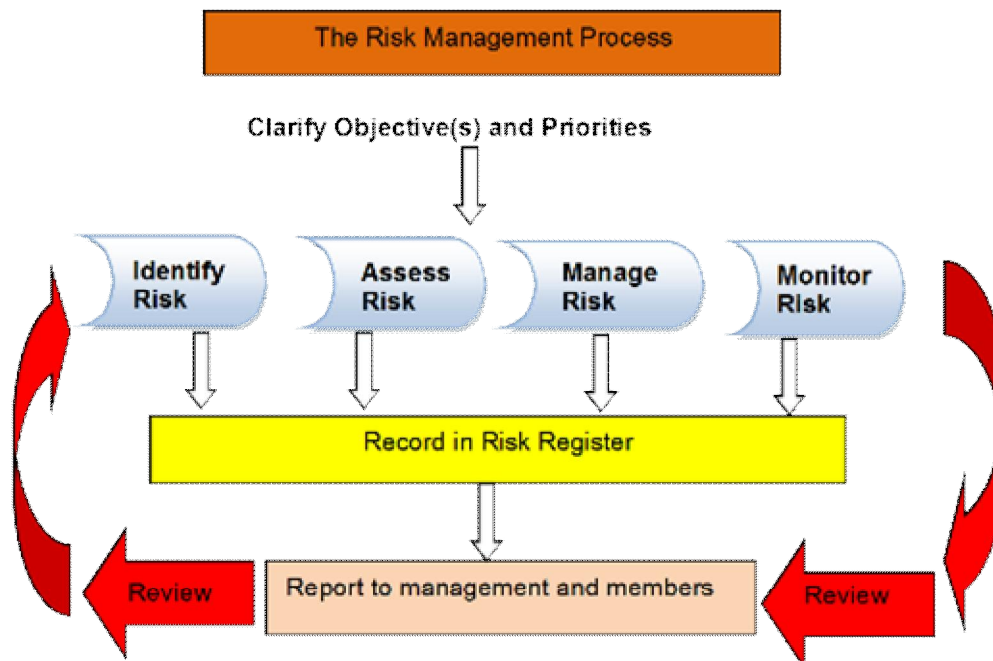 The Risk Management Process
Clarify Objective(s) and Priorities
Identify
Risk
Assess
Risk
Manage
Risk
Monitor
Risk
Record in Risk Register
Report to management and members
Review
Review